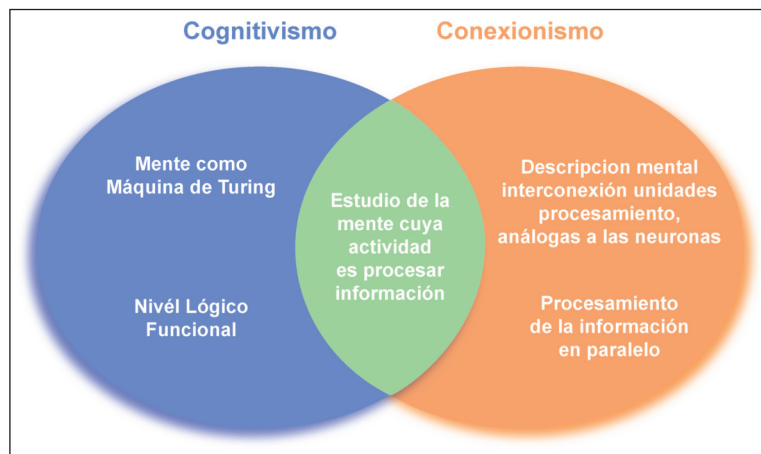 Cognitivismo
Conexionismo
Mente como
Máquina de Turing
Nivél Lógico
Funcional
Estudio de la
mente cuya
actividad
es procesar
información
Descripcion mental
interconexión unidades
procesamiento,
análogas a las neuronas
Procesamiento
de la información
en paralelo